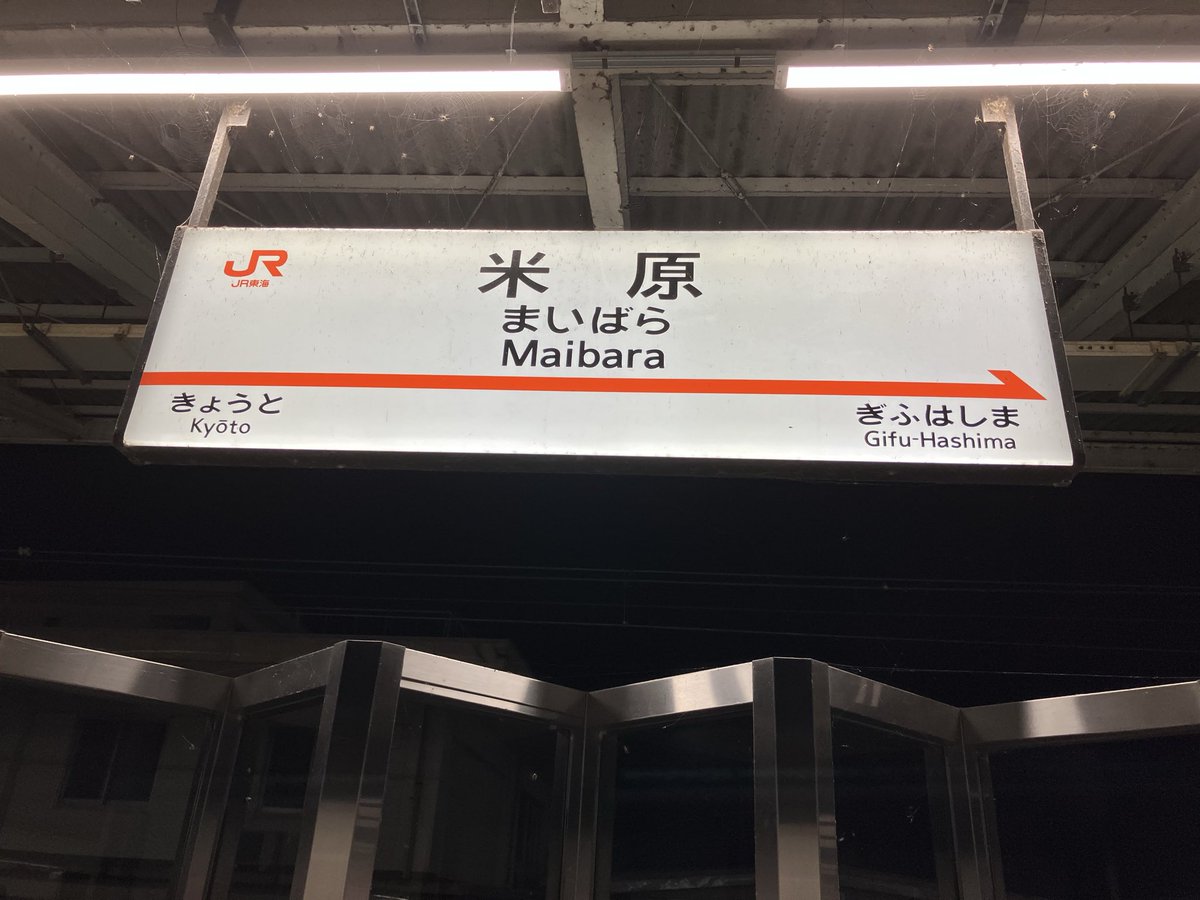 JR
JR東海
米原
まいばら
Maibara
きょうと
Kyōto
ぎふはしま
Gifu-Hashima